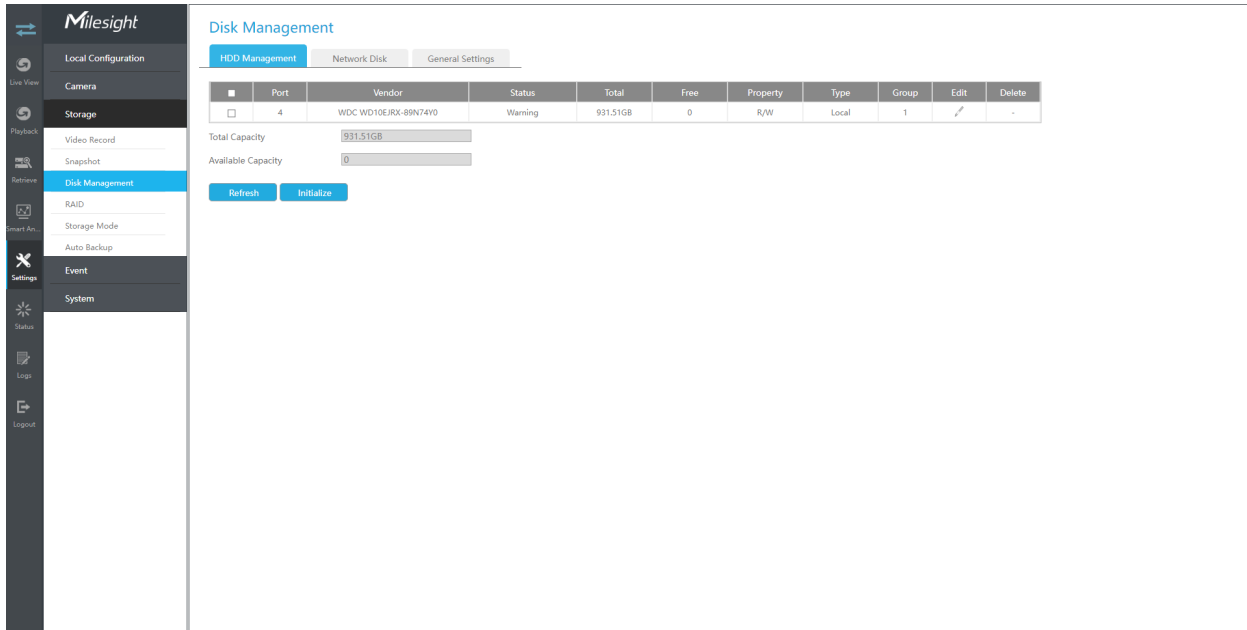 Milesight
Live View
Playback
Retrieve
Smart An...
Settings
Status
Logs
Logout
Local Configuration
Camera
Storage
Video Record
Snapshot
Disk Management
RAID
Storage Mode
Auto Backup
Event
System
Disk Management
HDD Management Network Disk General Settings
Port Vendor Status Total Free Property Type Group Edit Delete
4 WDC WD10EJRX-89N74Y0 Warning 931.51GB 0 R/W Local 1 -
Total Capacity 931.51GB
Available Capacity 0
Refresh Initialize